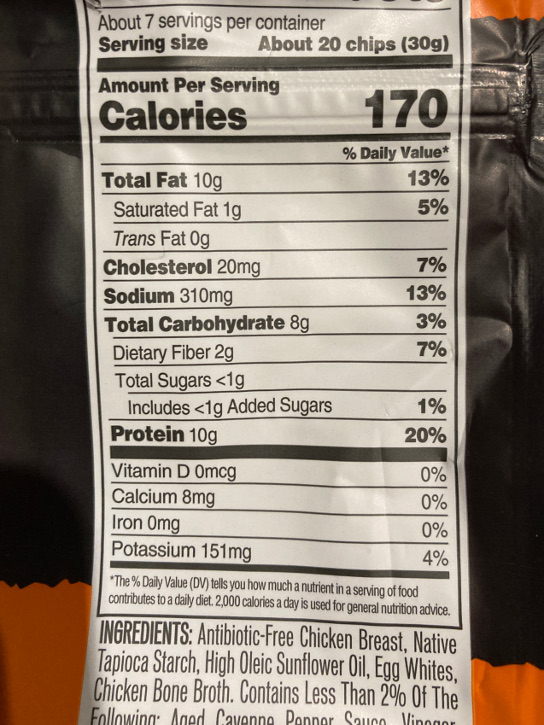 About 7 servings per container
Serving size About 20 chips (30g)
Amount Per Serving
Calories 170
% Daily Value*
Total Fat 10g 13%
Saturated Fat 1g 5%
Trans Fat 0g
Cholesterol 20mg 7%
Sodium 310mg 13%
Total Carbohydrate 8g 3%
Dietary Fiber 2g 7%
Total Sugars <1g
Includes <1g Added Sugars 1%
Protein 10g 20%
Vitamin D 0mcg 0%
Calcium 8mg 0%
Iron 0mg 0%
Potassium 151mg 4%
*The % Daily Value (DV) tells you how much a nutrient in a serving of food
contributes to a daily diet. 2,000 calories a day is used for general nutrition advice.
INGREDIENTS: Antibiotic-Free Chicken Breast, Native
Tapioca Starch, High Oleic Sunflower Oil, Egg Whites,
Chicken Bone Broth. Contains Less Than 2% Of The
Following: Aged Cayenne Pepper Sauce, Vinegar